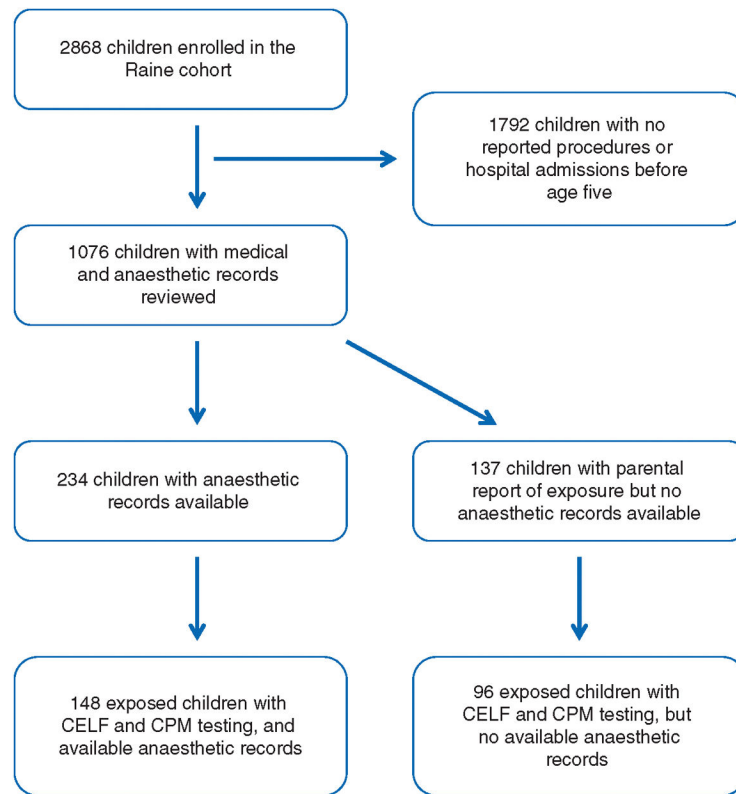 2868 children enrolled in the
Raine cohort
1792 children with no
reported procedures or
hospital admissions before
age five
1076 children with medical
and anaesthetic records
reviewed
234 children with anaesthetic
records available
137 children with parental
report of exposure but no
anaesthetic records available
148 exposed children with
CELF and CPM testing, and
available anaesthetic records
96 exposed children with
CELF and CPM testing, but
no available anaesthetic
records